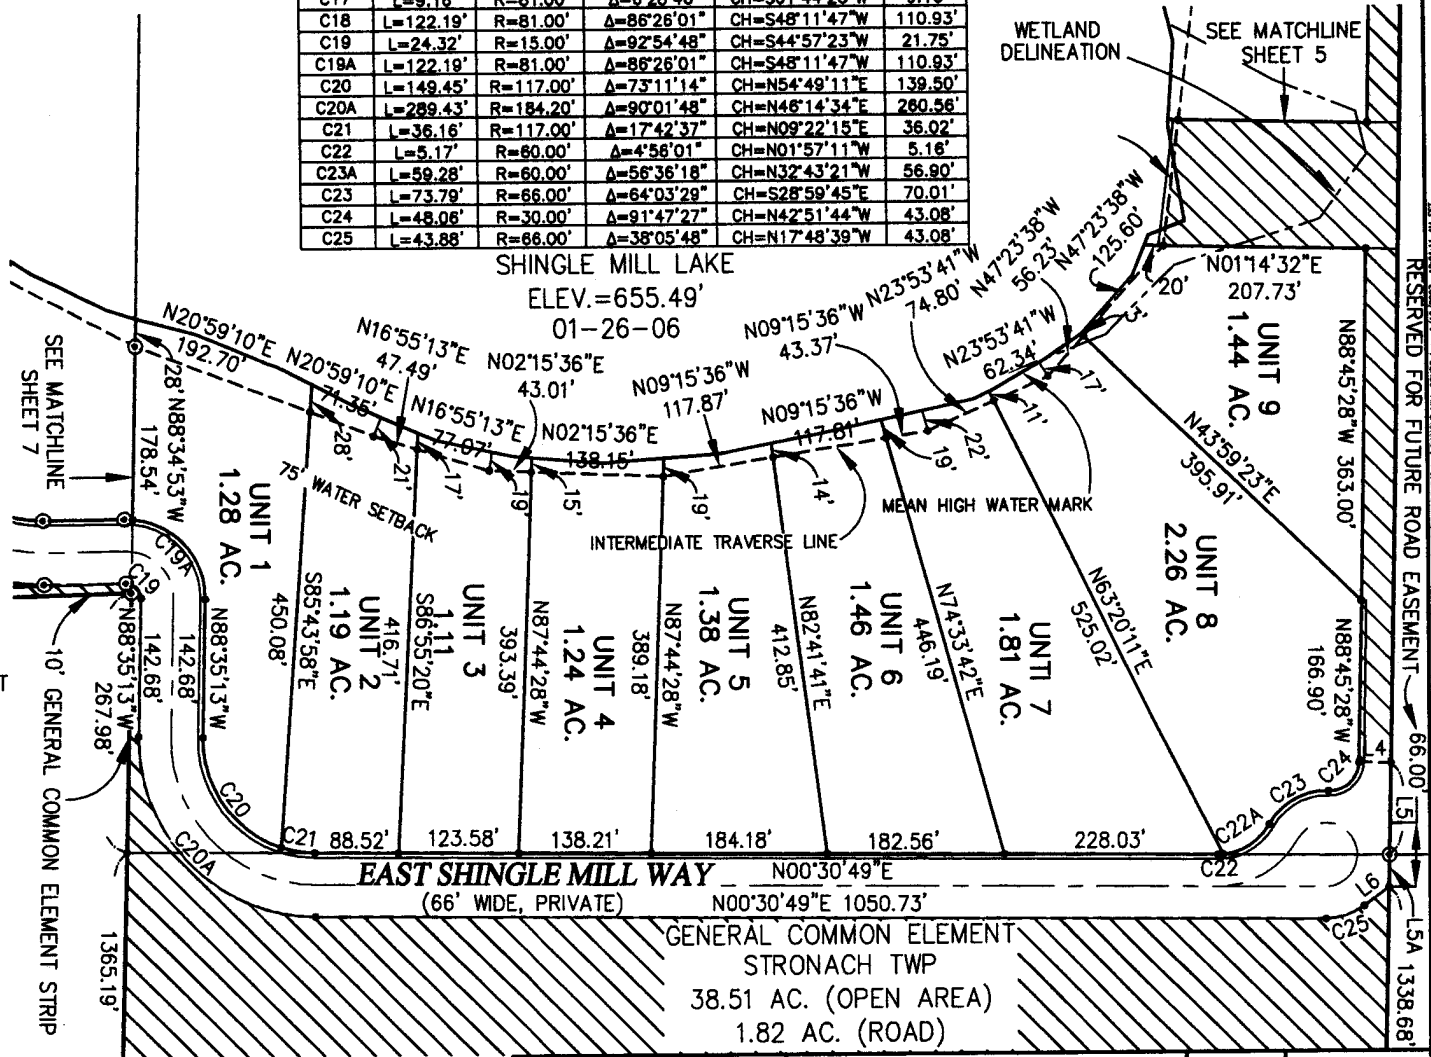 C18 L=122.19' R=81.00' Δ=86°26'01" CH=S48°11'47"W 110.93'
C19 L=24.32' R=15.00' Δ=92°54'48" CH=S44°57'23"W 21.75'
C19A L=122.19' R=81.00' Δ=86°26'01" CH=S48°11'47"W 110.93'
C20 L=149.45' R=117.00' Δ=73°11'14" CH=N54°49'11"E 139.50'
C20A L=289.43' R=184.20' Δ=90°01'48" CH=N46°14'34"E 260.56'
C21 L=36.16' R=117.00' Δ=17°42'37" CH=N09°22'15"E 36.02'
C22 L=5.17' R=60.00' Δ=4°56'01" CH=N01°57'11"W 5.16'
C23A L=59.28' R=60.00' Δ=56°36'18" CH=N32°43'21"W 56.90'
C23 L=73.79' R=66.00' Δ=64°03'29" CH=S28°59'45"E 70.01'
C24 L=48.06' R=30.00' Δ=91°47'27" CH=N42°51'44"W 43.08'
C25 L=43.88' R=66.00' Δ=38°05'48" CH=N17°48'39"W 43.08'
WETLAND
DELINEATION
SEE MATCHLINE
SHEET 5
SHINGLE MILL LAKE
ELEV.=655.49'
01-26-06
N20°59'10"E
192.70'
N20°59'10"E
71.35'
N16°55'13"E
47.49'
N16°55'13"E
77.07'
N02°15'36"E
43.01'
N02°15'36"E
138.15'
N09°15'36"W
117.87'
N09°15'36"W
117.81'
N09°15'36"W
43.37'
N23°53'41"W
74.80'
N23°53'41"W
62.34'
N47°23'38"W
56.23'
N47°23'38"W
125.60'
N01°14'32"E
207.73'
20'
3'
17'
11'
22'
19'
14'
19'
15'
19'
17'
21'
28'
28'
SEE MATCHLINE
SHEET 7
178.54'
N88°34'53"W
75' WATER SETBACK
INTERMEDIATE TRAVERSE LINE
MEAN HIGH WATER MARK
UNIT 1
1.28 AC.
S85°43'58"E
450.08'
UNIT 2
1.19 AC.
S86°55'20"E
416.71'
UNIT 3
1.11
N87°44'28"W
393.39'
UNIT 4
1.24 AC.
N87°44'28"W
389.18'
UNIT 5
1.38 AC.
N82°41'41"E
412.85'
UNIT 6
1.46 AC.
N74°33'42"E
446.19'
UNTI 7
1.81 AC.
N63°20'11"E
525.02'
UNIT 8
2.26 AC.
N43°59'23"E
395.91'
UNIT 9
1.44 AC.
N88°45'28"W 363.00'
N88°45'28"W
166.90'
RESERVED FOR FUTURE ROAD EASEMENT
66.00'
L4
L5
L5A
L6
1338.68'
C19A
C19
N88°35'13"W
142.68'
142.68'
N88°35'13"W
267.98'
10' GENERAL COMMON ELEMENT STRIP
1365.19'
C20
C20A
C21
88.52'
123.58'
138.21'
184.18'
182.56'
228.03'
C22
C22A
C23
C24
C25
EAST SHINGLE MILL WAY
(66' WIDE, PRIVATE)
N00°30'49"E
N00°30'49"E 1050.73'
GENERAL COMMON ELEMENT
STRONACH TWP
38.51 AC. (OPEN AREA)
1.82 AC. (ROAD)
T